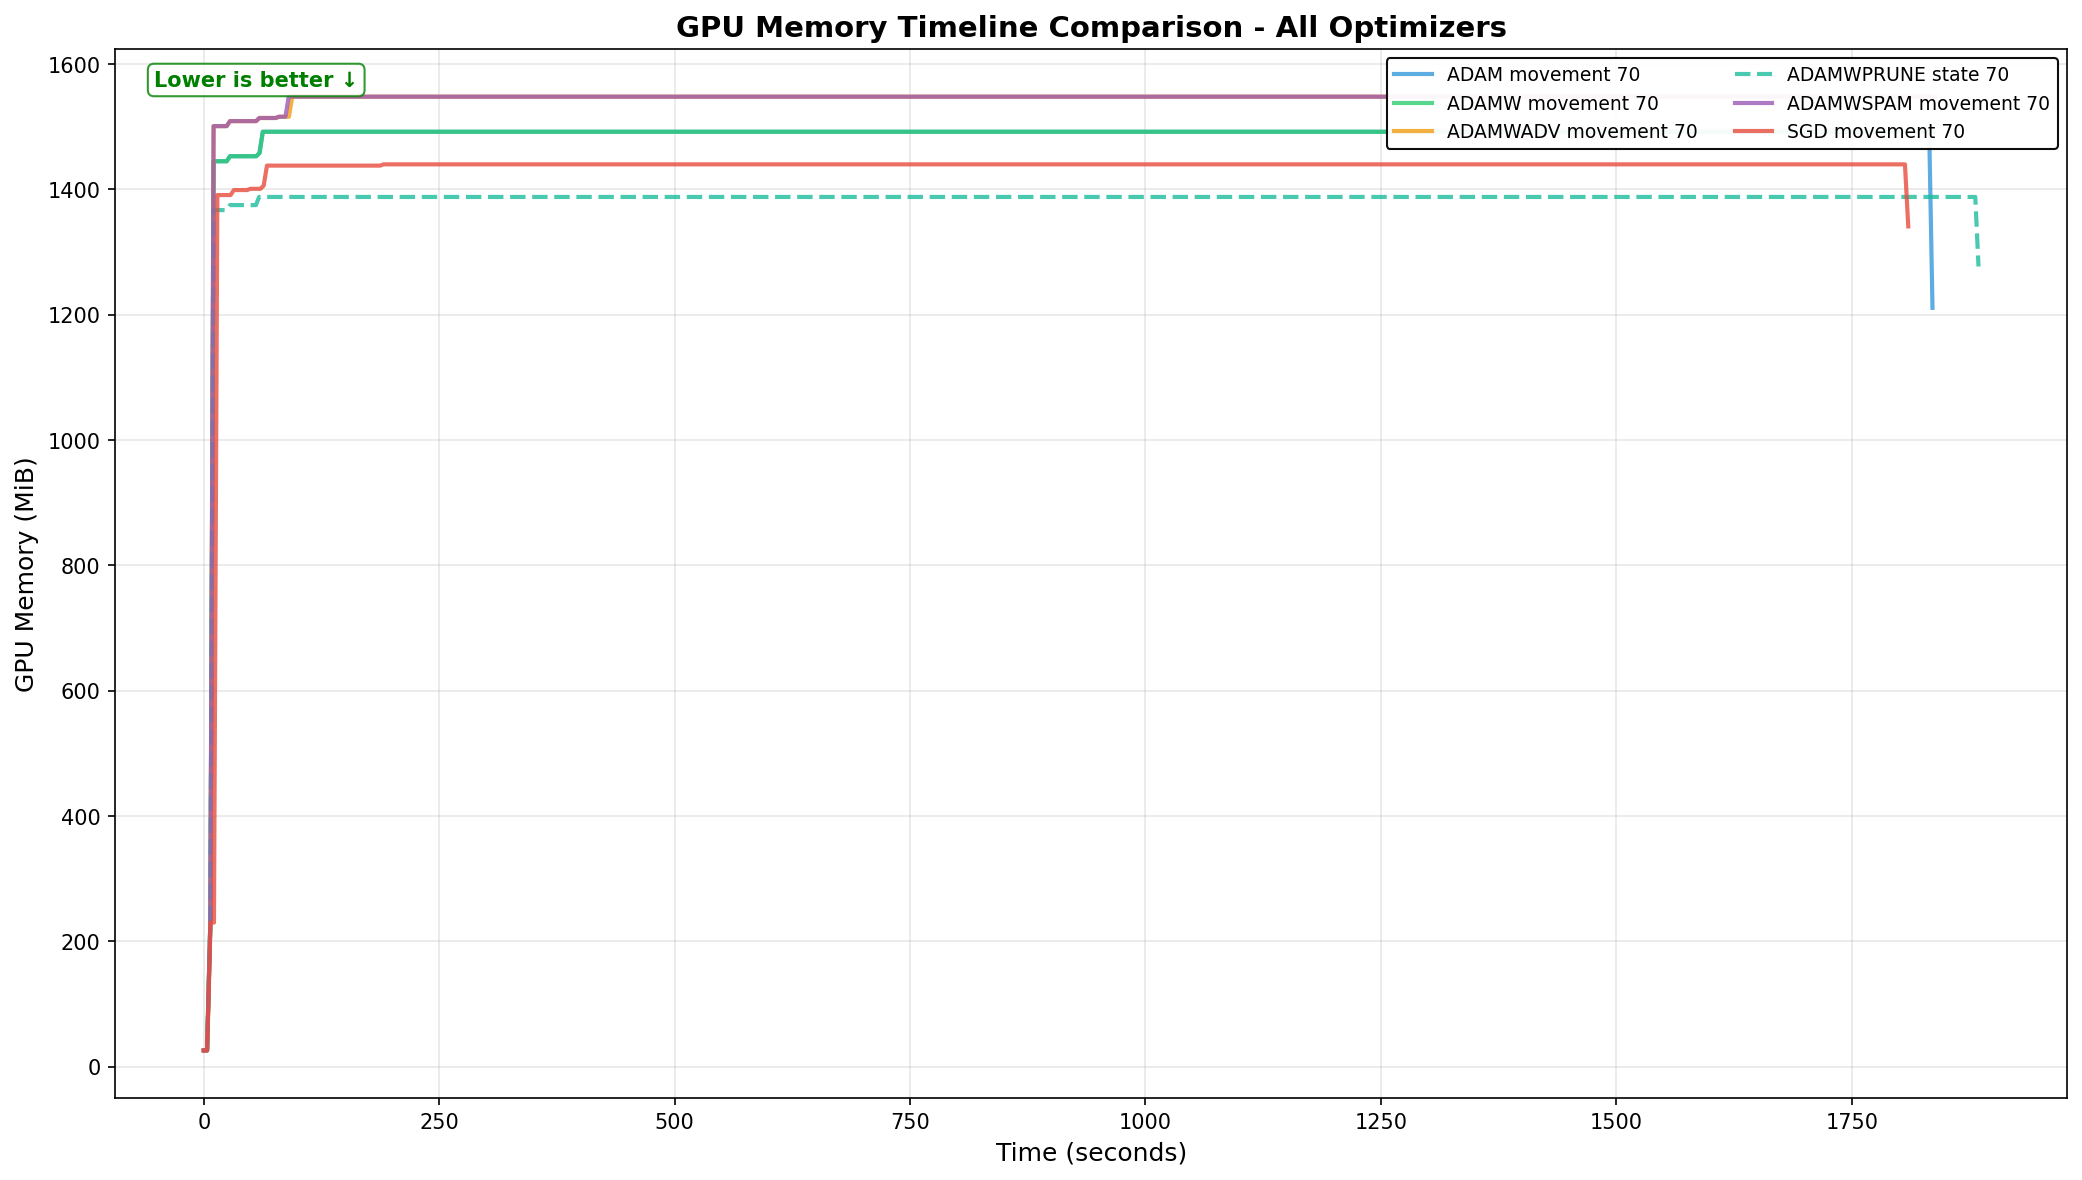 GPU Memory Timeline Comparison - All Optimizers
Lower is better ↓
ADAM movement 70
ADAMW movement 70
ADAMWADV movement 70
ADAMWPRUNE state 70
ADAMWSPAM movement 70
SGD movement 70
GPU Memory (MiB)
1600
1400
1200
1000
800
600
400
200
0
0 250 500 750 1000 1250 1500 1750
Time (seconds)